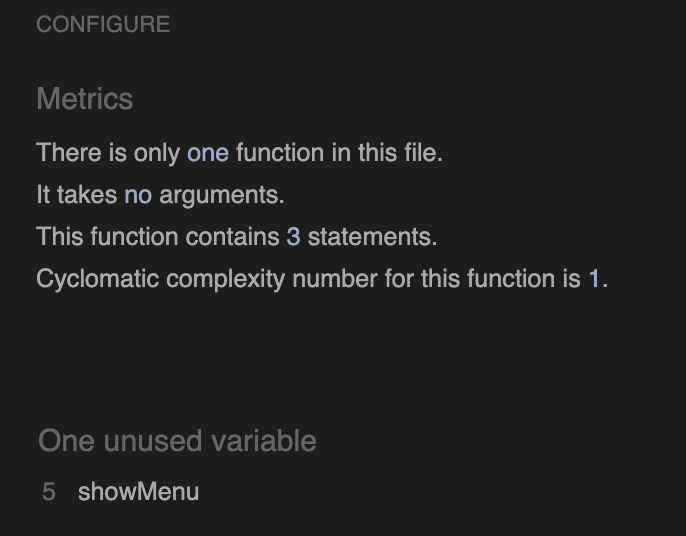 CONFIGURE
Metrics
There is only one function in this file.
It takes no arguments.
This function contains 3 statements.
Cyclomatic complexity number for this function is 1.
One unused variable
5 showMenu